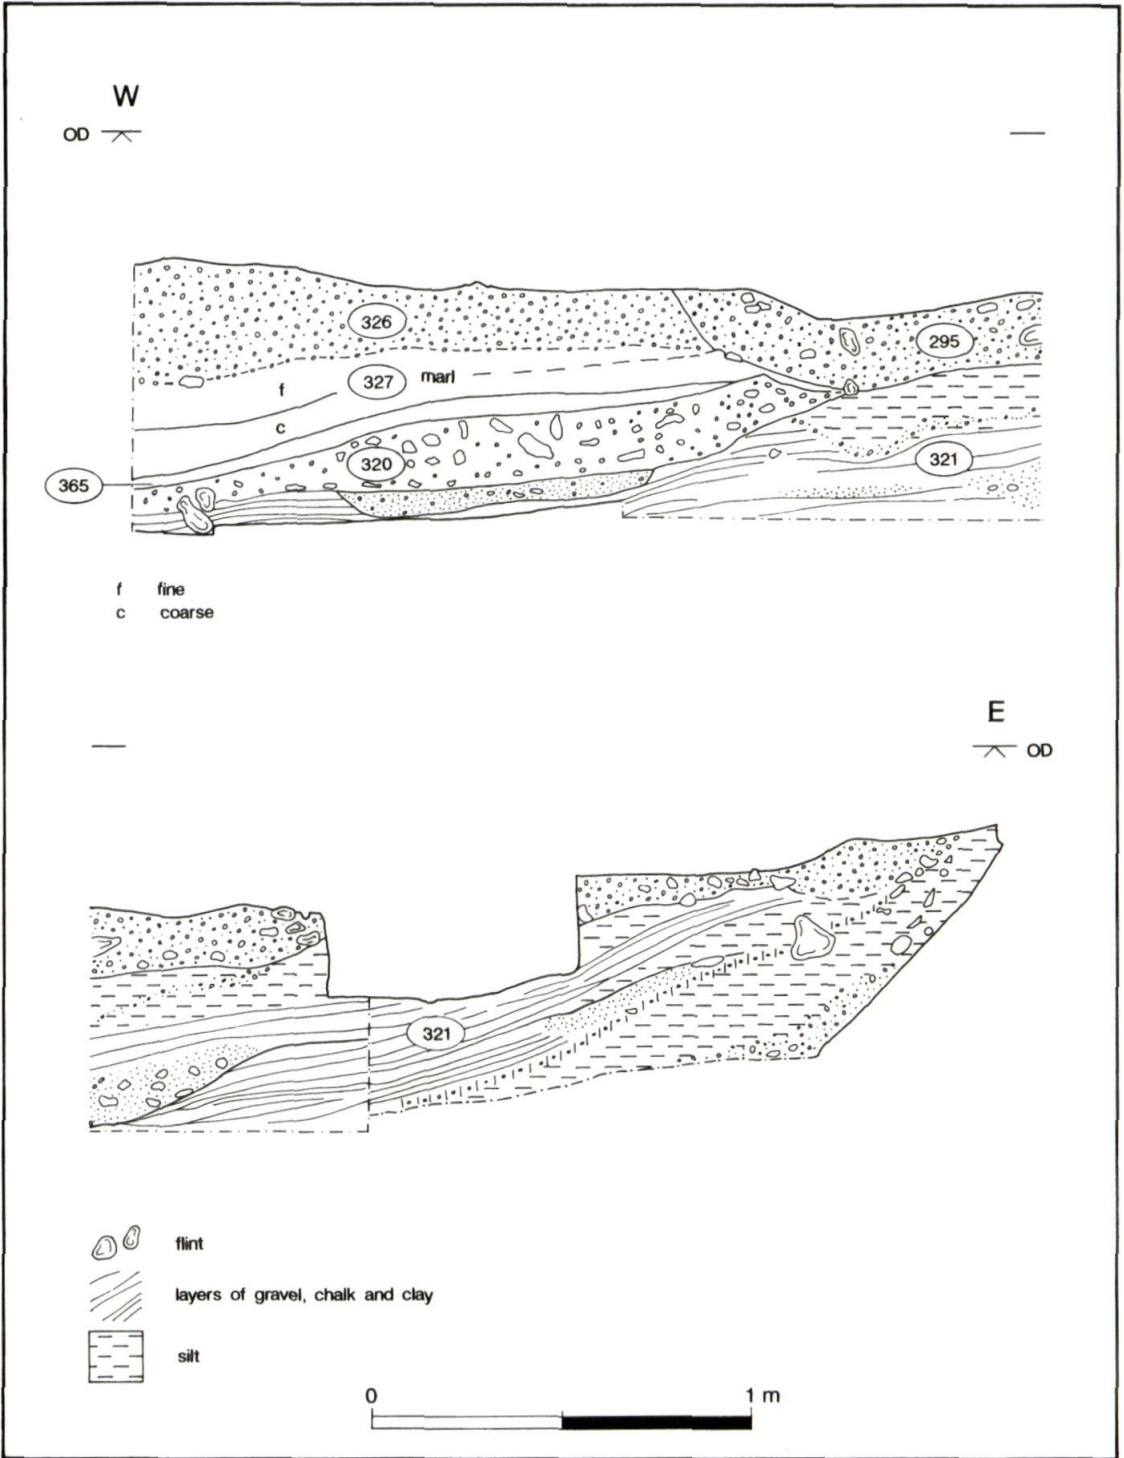 W
OD
326
295
327 marl
f
c
320
321
365
f fine
c coarse
E
OD
321
flint
layers of gravel, chalk and clay
silt
0 1 m